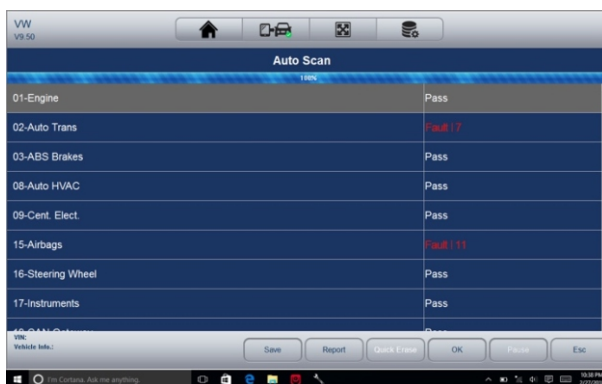 VW
V9.50
Auto Scan
100%
01-Engine Pass
02-Auto Trans Fault | 7
03-ABS Brakes Pass
08-Auto HVAC Pass
09-Cent. Elect. Pass
15-Airbags Fault | 11
16-Steering Wheel Pass
17-Instruments Pass
VIN:
Vehicle Info.:
Save Report Quick Erase OK Pause Esc
I'm Cortana. Ask me anything.
10:38 PM